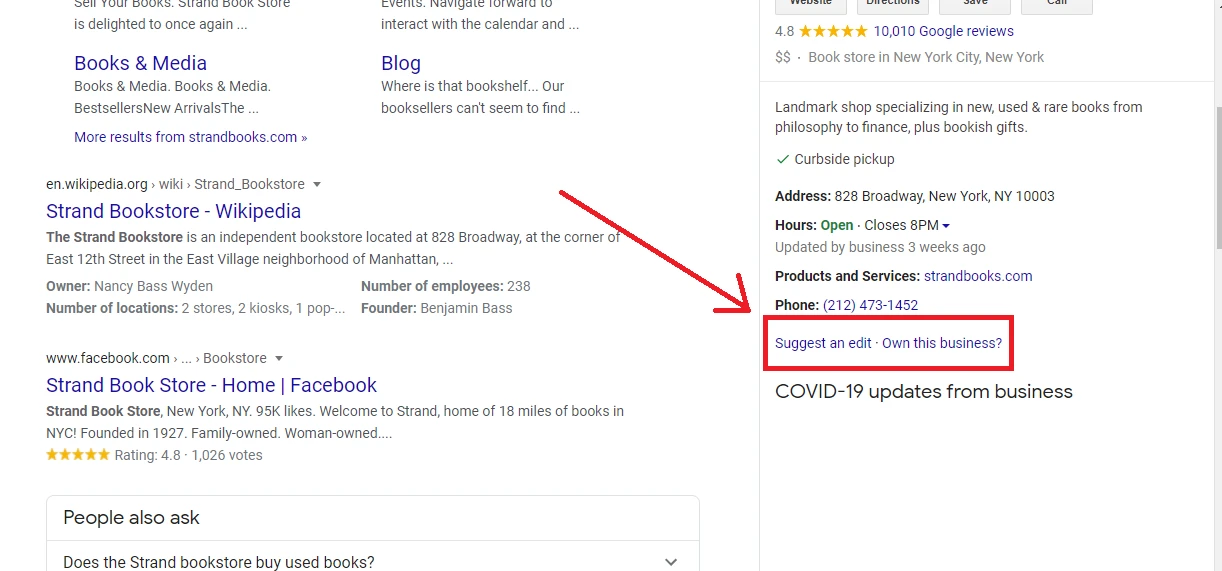 Sell Your Books. Strand Book Store
is delighted to once again ...
Events. Navigate forward to
interact with the calendar and ...
Books & Media
Books & Media. Books & Media.
BestsellersNew ArrivalsThe ...
Blog
Where is that bookshelf... Our
booksellers can't seem to find ...
More results from strandbooks.com »
en.wikipedia.org › wiki › Strand_Bookstore
Strand Bookstore - Wikipedia
The Strand Bookstore is an independent bookstore located at 828 Broadway, at the corner of
East 12th Street in the East Village neighborhood of Manhattan, ...
Owner: Nancy Bass Wyden
Number of employees: 238
Number of locations: 2 stores, 2 kiosks, 1 pop-...
Founder: Benjamin Bass
www.facebook.com › ... › Bookstore
Strand Book Store - Home | Facebook
Strand Book Store, New York, NY. 95K likes. Welcome to Strand, home of 18 miles of books in
NYC! Founded in 1927. Family-owned. Woman-owned....
Rating: 4.8 · 1,026 votes
People also ask
Does the Strand bookstore buy used books?
Website
Directions
Save
Call
4.8 10,010 Google reviews
$$ · Book store in New York City, New York
Landmark shop specializing in new, used & rare books from
philosophy to finance, plus bookish gifts.
Curbside pickup
Address: 828 Broadway, New York, NY 10003
Hours: Open · Closes 8PM
Updated by business 3 weeks ago
Products and Services: strandbooks.com
Phone: (212) 473-1452
Suggest an edit · Own this business?
COVID-19 updates from business